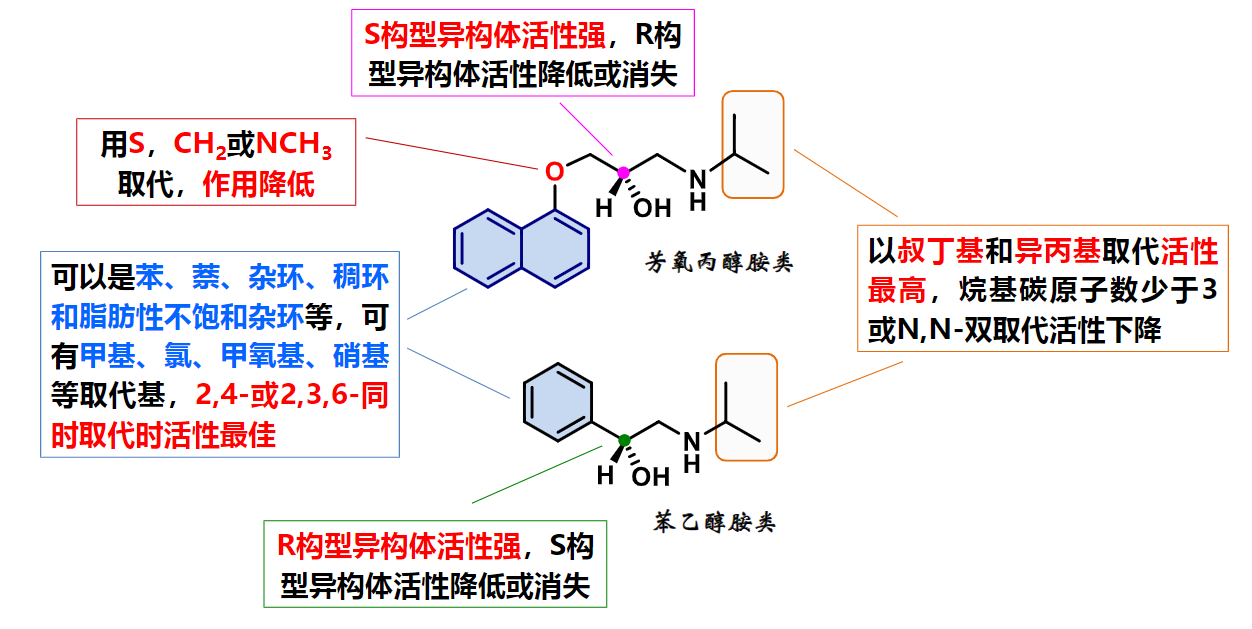 S构型异构体活性强，R构
型异构体活性降低或消失
用S，CH₂或NCH₃
取代，作用降低
O
H
OH
N
H
芳氧丙醇胺类
可以是苯、萘、杂环、稠环
和脂肪性不饱和杂环等，可
有甲基、氯、甲氧基、硝基
等取代基，2,4-或2,3,6-同
时取代时活性最佳
以叔丁基和异丙基取代活性
最高，烷基碳原子数少于3
或N,N-双取代活性下降
H
OH
N
H
苯乙醇胺类
R构型异构体活性强，S构
型异构体活性降低或消失